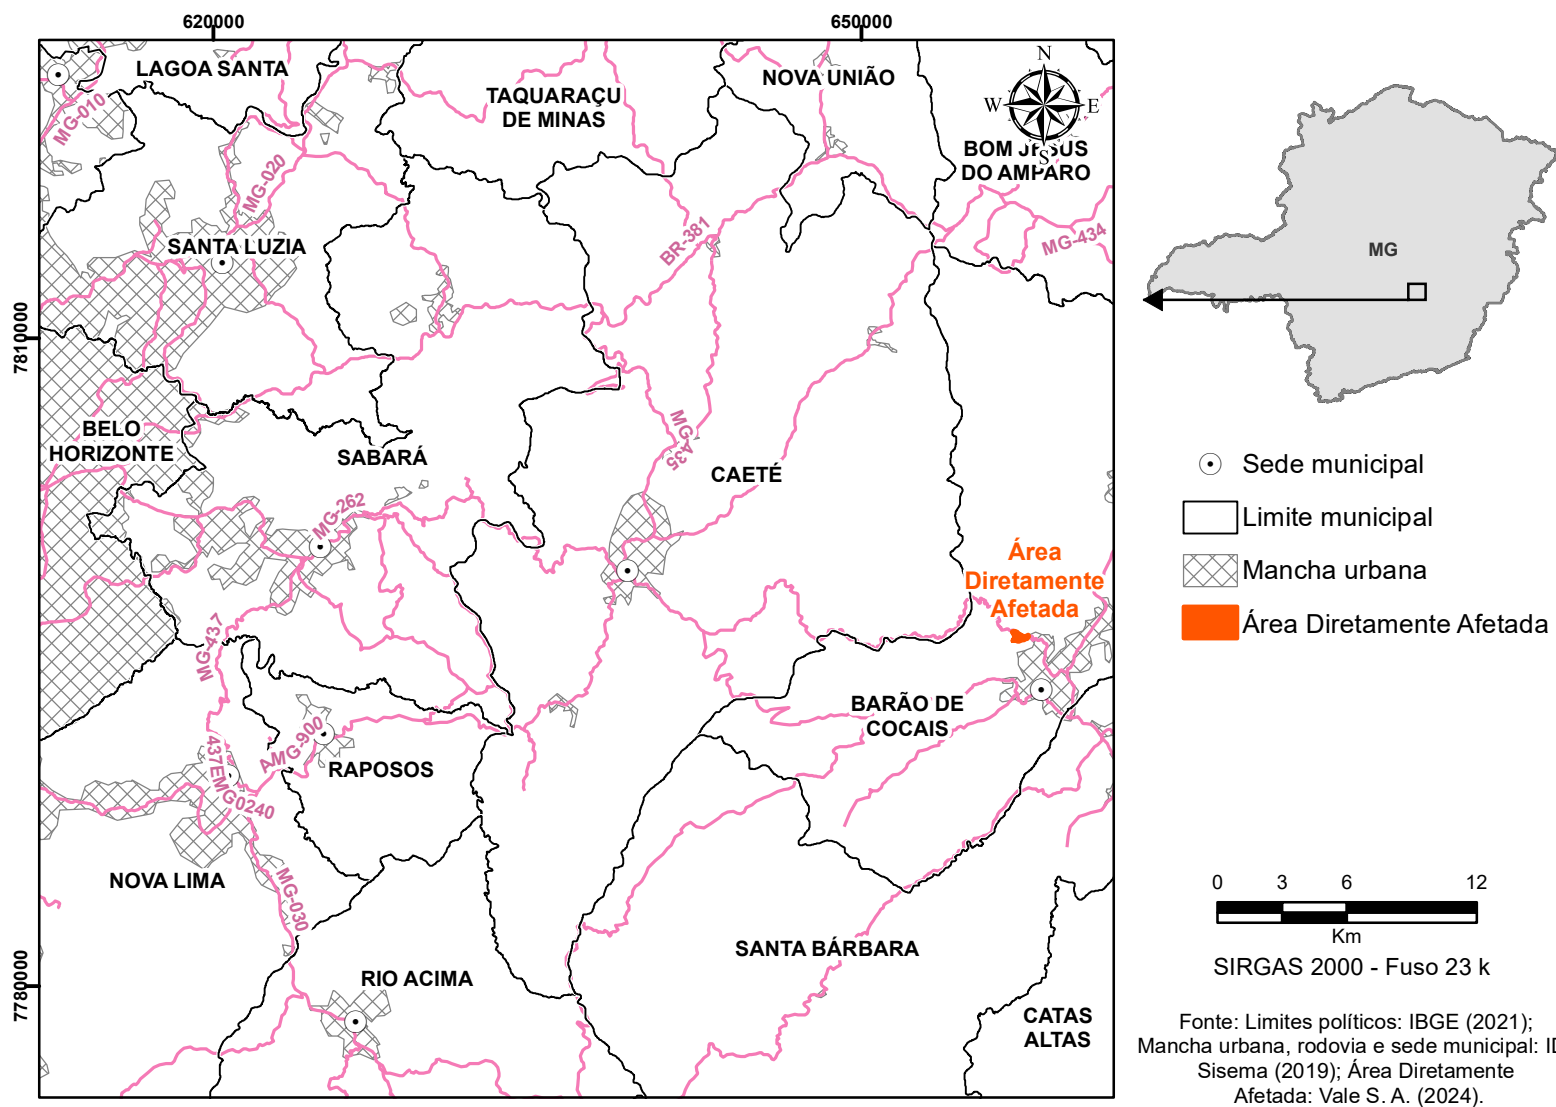 620000
650000
7810000
7780000
LAGOA SANTA
MG-010
TAQUARAÇU
DE MINAS
NOVA UNIÃO
N
W
E
S
BOM JESUS
DO AMPARO
MG-020
SANTA LUZIA
BR-381
MG-434
BELO
HORIZONTE
SABARÁ
MG-435
CAETÉ
MG-262
Área
Diretamente
Afetada
MG-437
BARÃO DE
COCAIS
437EMG0240
AMG-900
RAPOSOS
NOVA LIMA
MG-030
SANTA BÁRBARA
RIO ACIMA
CATAS
ALTAS
MG
Sede municipal
Limite municipal
Mancha urbana
Área Diretamente Afetada
0 3 6 12
Km
SIRGAS 2000 - Fuso 23 k
Fonte: Limites políticos: IBGE (2021);
Mancha urbana, rodovia e sede municipal:
Sisema (2019); Área Diretamente
Afetada: Vale S. A. (2024).